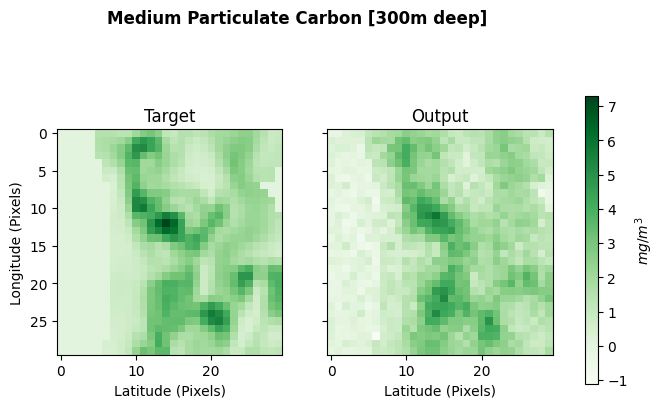 Medium Particulate Carbon [300m deep]
Target
Output
0
5
10
15
20
25
Longitude (Pixels)
0 10 20
Latitude (Pixels)
0 10 20
Latitude (Pixels)
7
6
5
4
3
2
1
0
−1
mg/m³